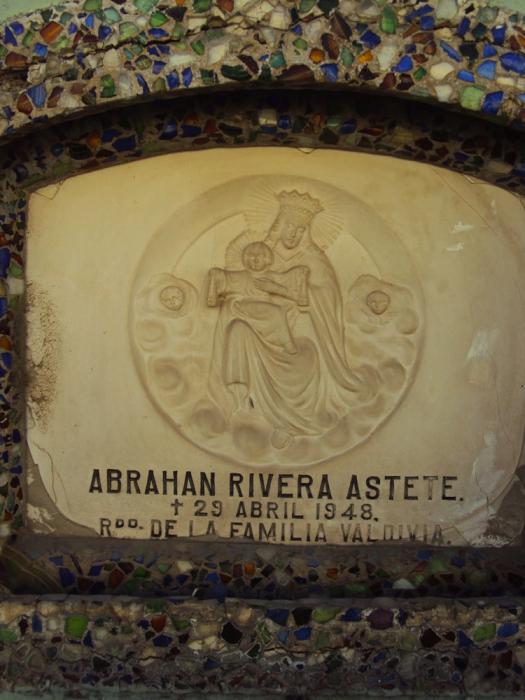 ABRAHAN RIVERA ASTETE.
✝ 29 ABRIL 1948.
RDO. DE LA FAMILIA VALDIVIA.